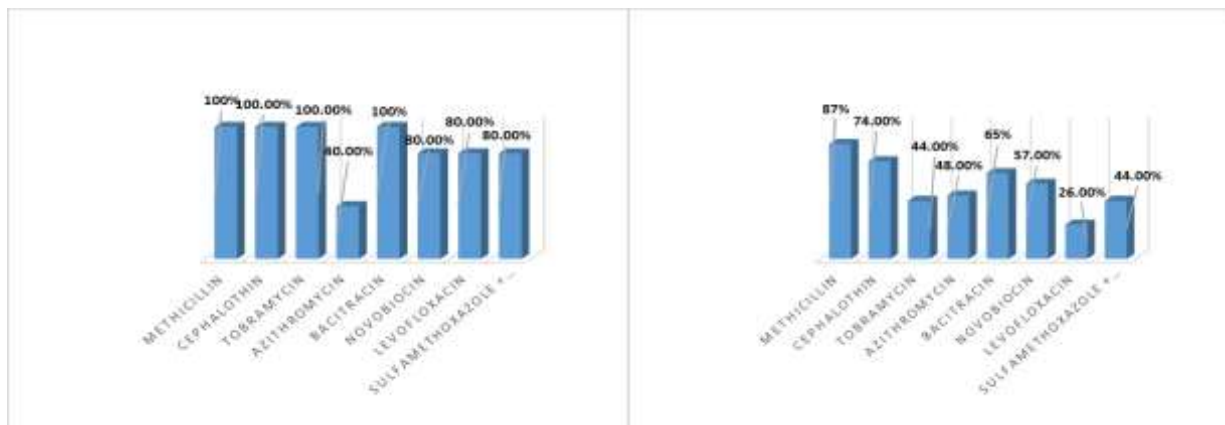 100%
100.00%
100.00%
40.00%
100%
80.00%
80.00%
80.00%
METHICILLIN
CEPHALOTHIN
TOBRAMYCIN
AZITHROMYCIN
BACITRACIN
NOVOBIOCIN
LEVOFLOXACIN
SULFAMETHOXAZOLE +…
87%
74.00%
44.00%
48.00%
65%
57.00%
26.00%
44.00%
METHICILLIN
CEPHALOTHIN
TOBRAMYCIN
AZITHROMYCIN
BACITRACIN
NOVOBIOCIN
LEVOFLOXACIN
SULFAMETHOXAZOLE +…